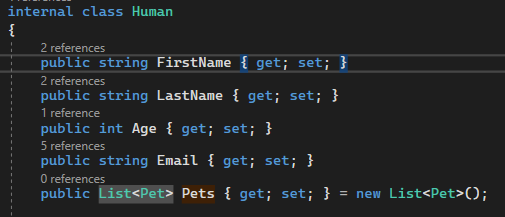 internal class Human
{
2 references
public string FirstName { get; set; }
2 references
public string LastName { get; set; }
1 reference
public int Age { get; set; }
5 references
public string Email { get; set; }
0 references
public List<Pet> Pets { get; set; } = new List<Pet>();